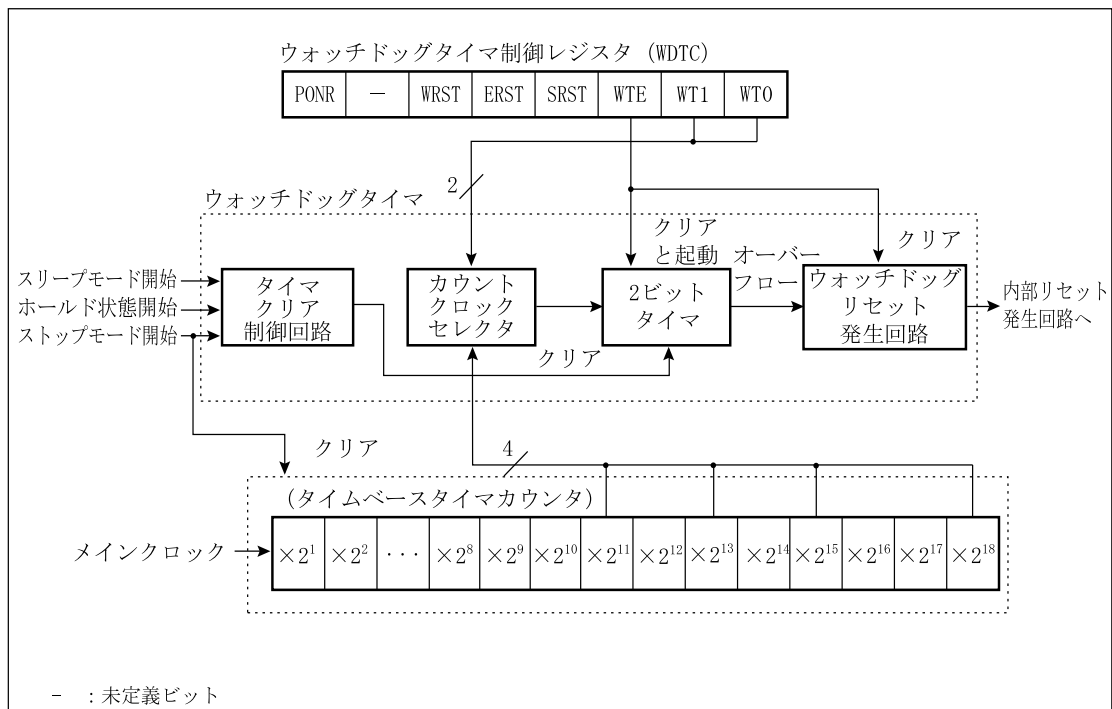 ウォッチドッグタイマ制御レジスタ (WDTC)
PONR － WRST ERST SRST WTE WT1 WT0
2
ウォッチドッグタイマ
クリア
と起動
オーバー
フロー
クリア
スリープモード開始
ホールド状態開始
ストップモード開始
タイマ
クリア
制御回路
カウント
クロック
セレクタ
2ビット
タイマ
ウォッチドッグ
リセット
発生回路
内部リセット
発生回路へ
クリア
クリア
4
(タイムベースタイマカウンタ)
メインクロック
×2¹ ×2² ･･･ ×2⁸ ×2⁹ ×2¹⁰ ×2¹¹ ×2¹² ×2¹³ ×2¹⁴ ×2¹⁵ ×2¹⁶ ×2¹⁷ ×2¹⁸
－ ：未定義ビット